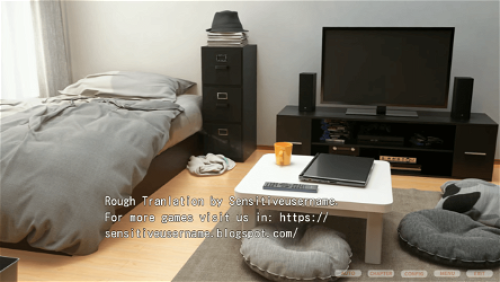 Rough Tranlation by Sensitiveusername.
For more games visit us in: https://
sensitiveusername.blogspot.com/